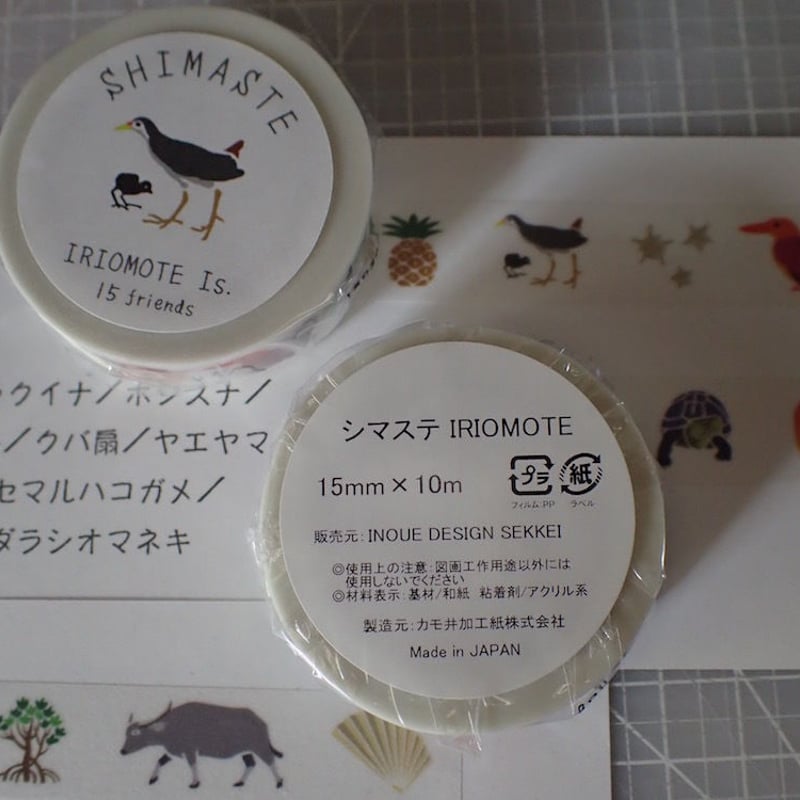 SHIMASTE
IRIOMOTE Is.
15 friends
クイナ/ホシズナ/
/クバ扇/ヤエヤマ
セマルハコガメ/
ダラシオマネキ
シマステ IRIOMOTE
15mm×10m
プラ 紙
フィルム:PP ラベル
販売元:INOUE DESIGN SEKKEI
◎使用上の注意:図画工作用途以外には
使用しないでください
◎材料表示:基材/和紙 粘着剤/アクリル系
製造元:カモ井加工紙株式会社
Made in JAPAN